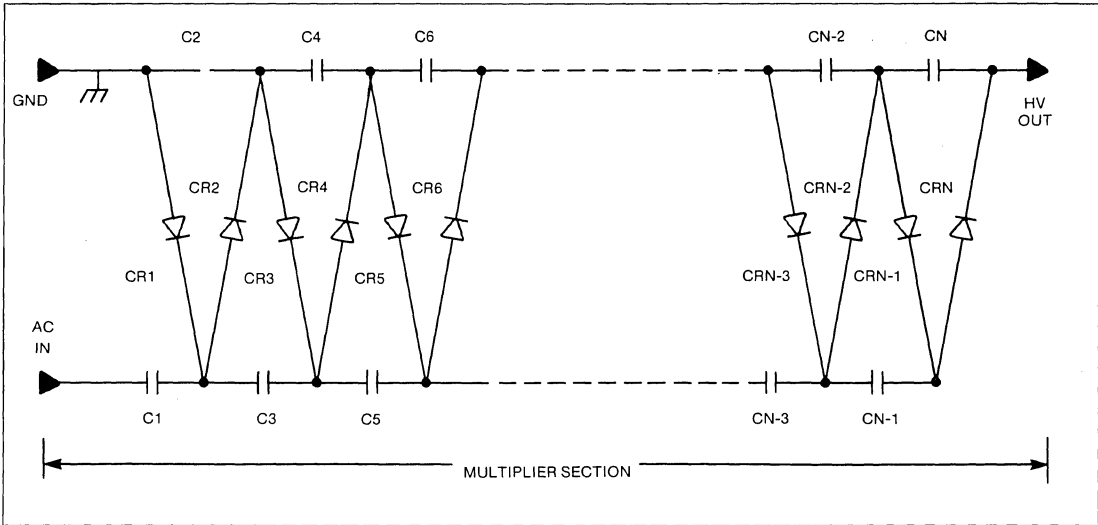 C2 C4 C6 CN-2 CN
GND
HV
OUT
CR2 CR4 CR6 CRN-2 CRN
CR1 CR3 CR5 CRN-3 CRN-1
AC
IN
C1 C3 C5 CN-3 CN-1
MULTIPLIER SECTION